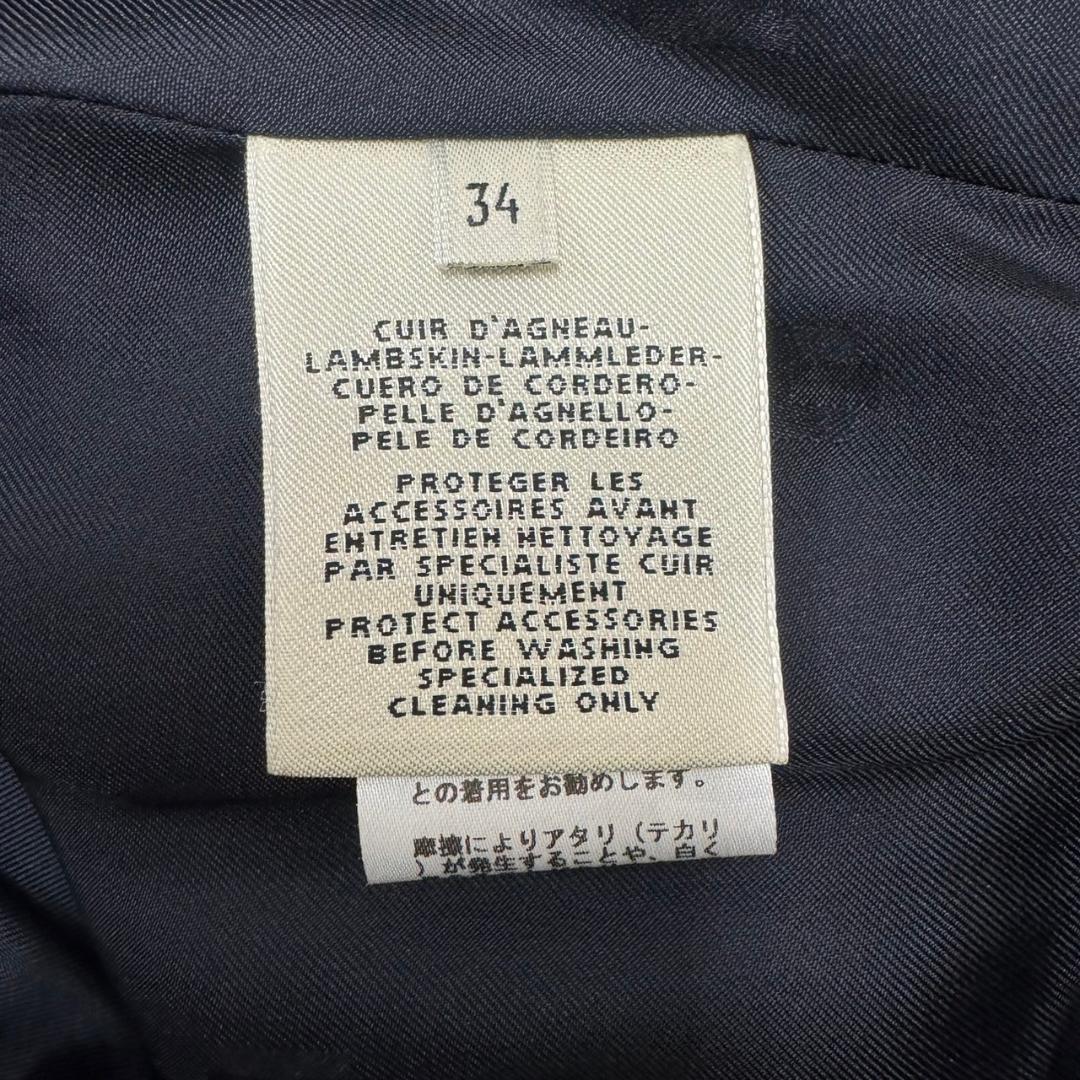 34
CUIR D'AGNEAU-
LAMBSKIN-LAMMLEDER-
CUERO DE CORDERO-
PELLE D'AGNELLO-
PELE DE CORDEIRO
PROTEGER LES
ACCESSOIRES AVANT
ENTRETIEN NETTOYAGE
PAR SPECIALISTE CUIR
UNIQUEMENT
PROTECT ACCESSORIES
BEFORE WASHING
SPECIALIZED
CLEANING ONLY
との着用をお勧めします。
摩擦によりアタリ（テカリ
）が発生することや、白く